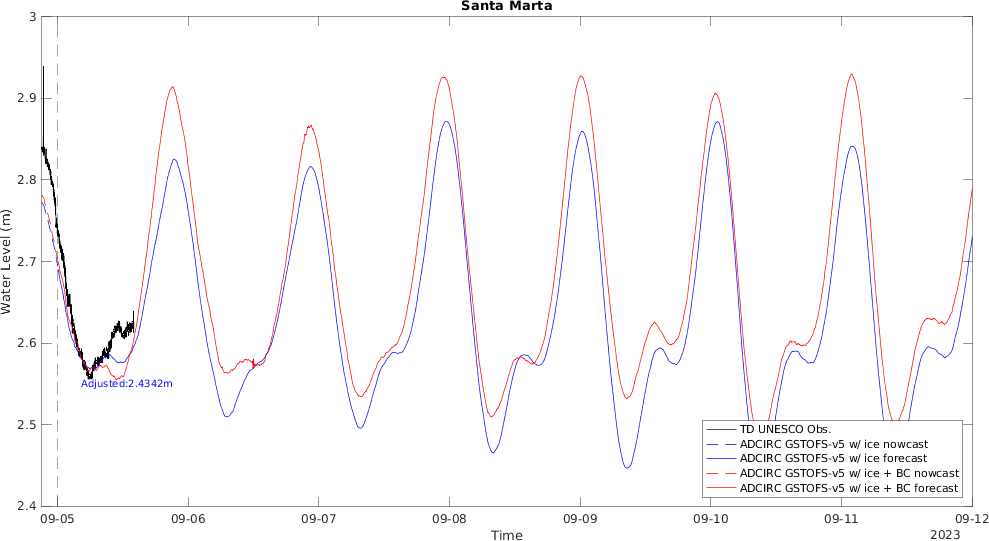 Santa Marta
3
2.9
2.8
2.7
2.6
2.5
2.4
Water Level (m)
Adjusted:2.4342m
TD UNESCO Obs.
ADCIRC GSTOFS-v5 w/ ice nowcast
ADCIRC GSTOFS-v5 w/ ice forecast
ADCIRC GSTOFS-v5 w/ ice + BC nowcast
ADCIRC GSTOFS-v5 w/ ice + BC forecast
09-05 09-06 09-07 09-08 09-09 09-10 09-11 09-12
Time
2023